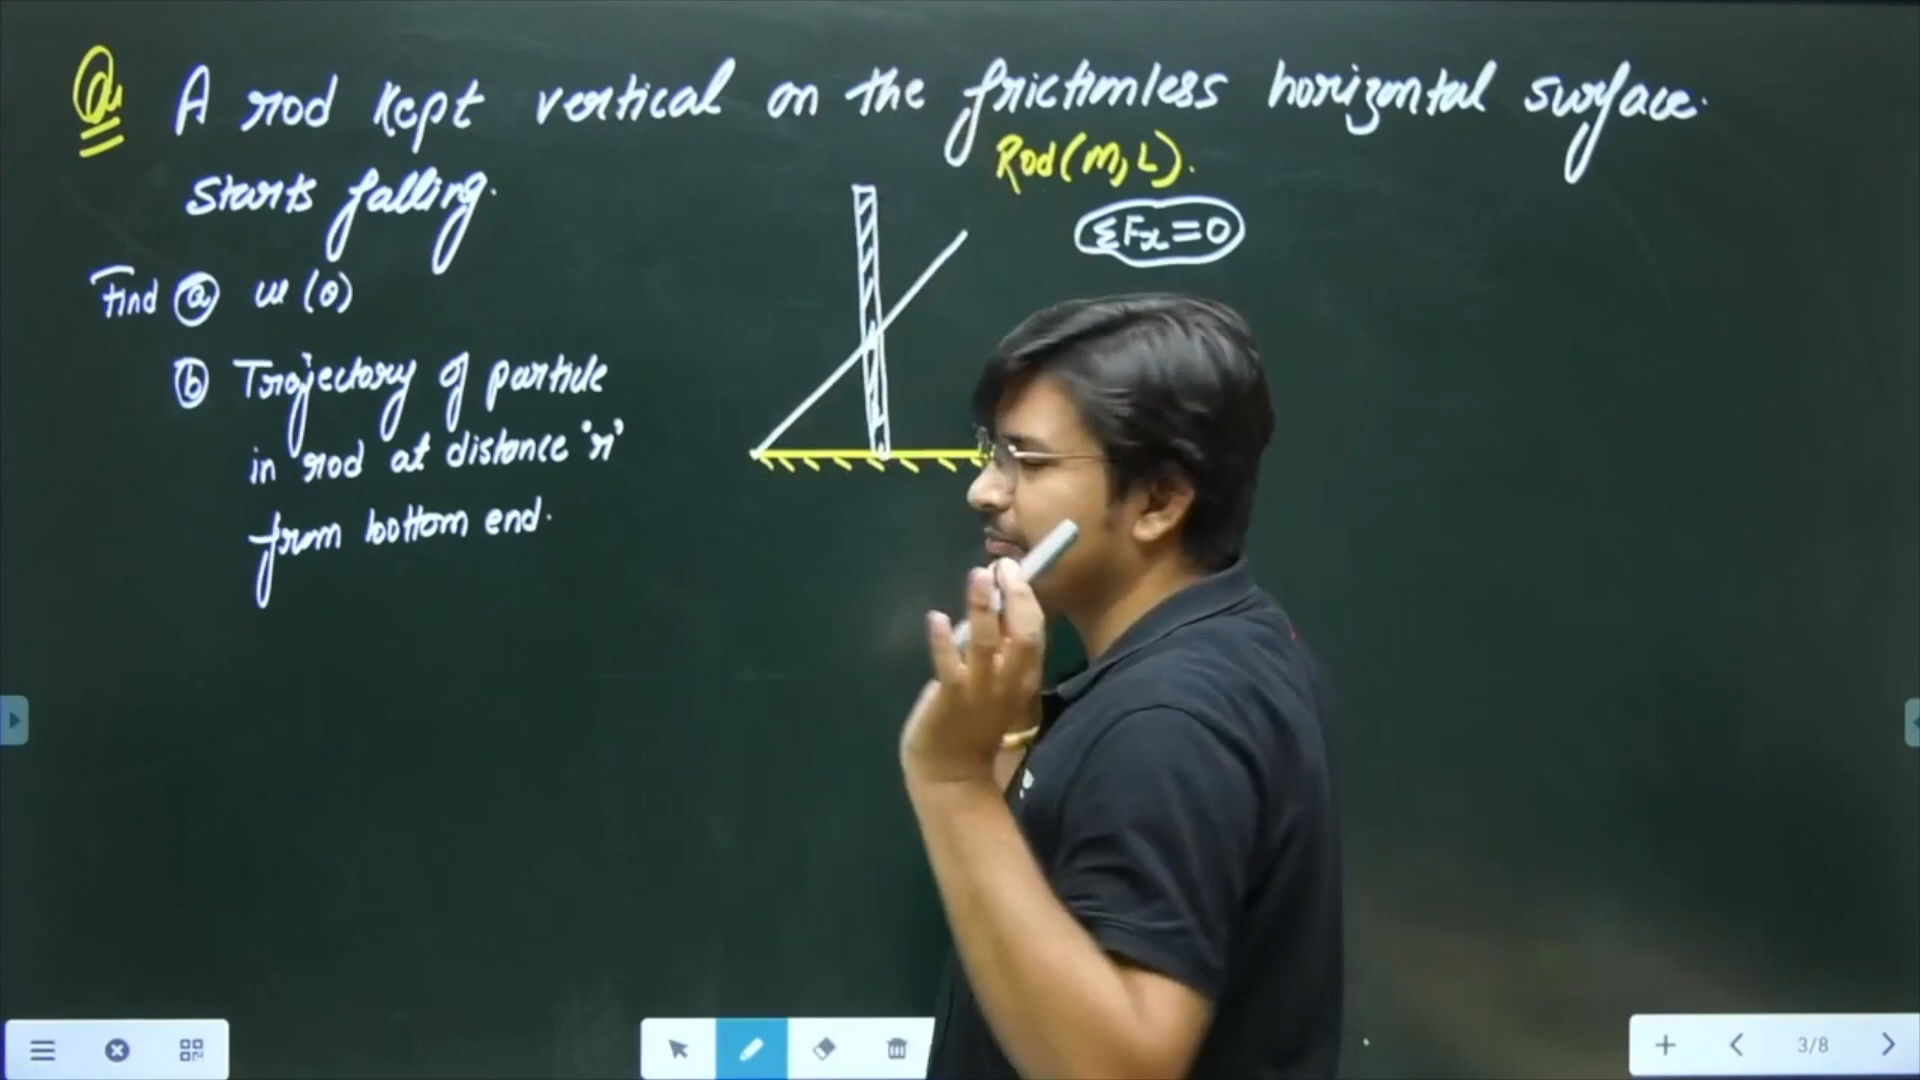 Qu A rod kept vertical on the frictionless horizontal surface.
Rod (M, L).
starts falling.
ΣFx = 0
Find ⓐ ω (θ)
ⓑ Trajectory of particle
in rod at distance 'r'
from bottom end.
3/8